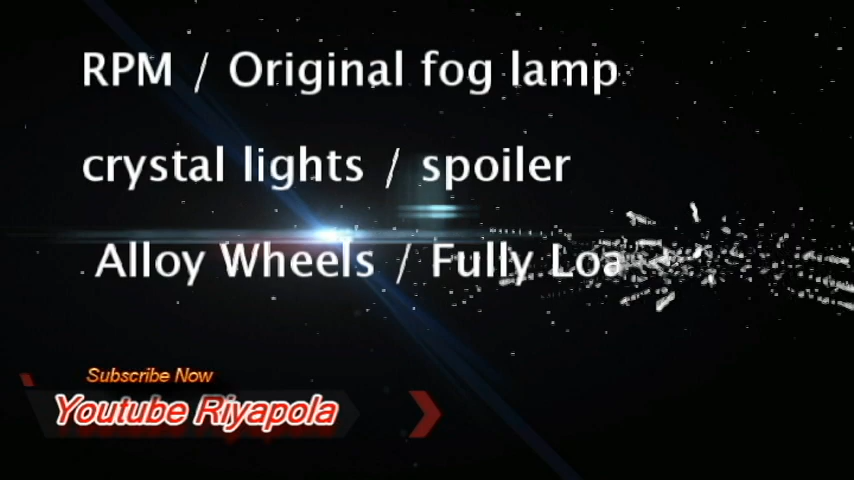 RPM / Original fog lamp
crystal lights / spoiler
Alloy Wheels / Fully Loa
Subscribe Now
Youtube Riyapola